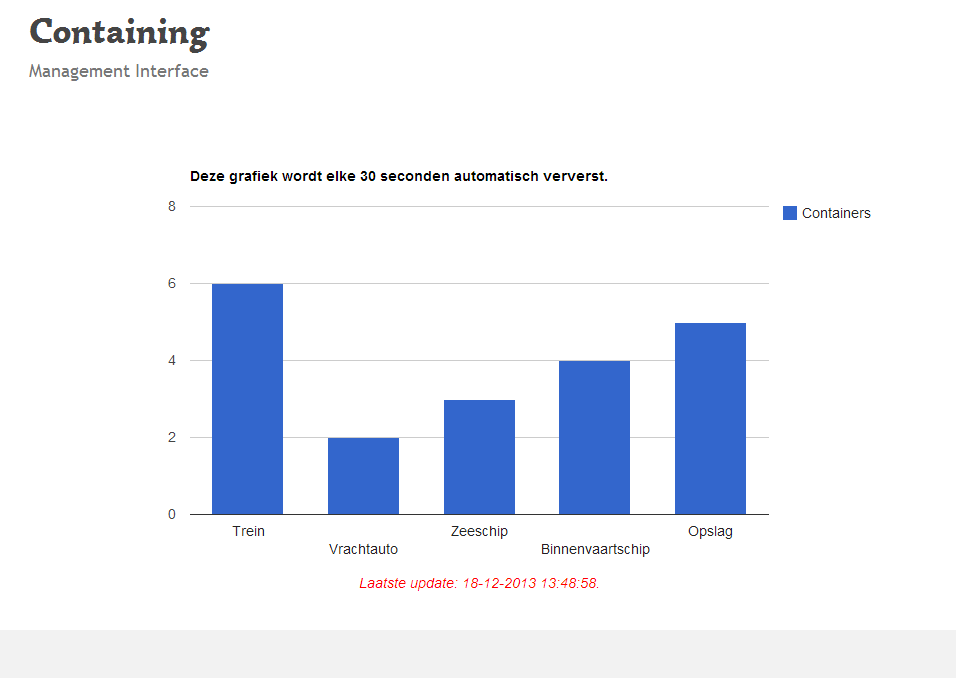 Containing
Management Interface
Deze grafiek wordt elke 30 seconden automatisch ververst.
8
Containers
6
4
2
0
Trein
Zeeschip
Opslag
Vrachtauto
Binnenvaartschip
Laatste update: 18-12-2013 13:48:58.